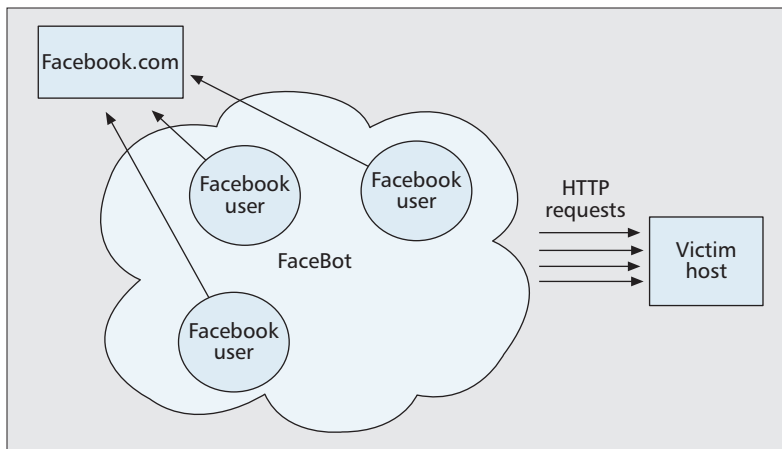 Facebook.com
Facebook
user
Facebook
user
FaceBot
Facebook
user
HTTP
requests
Victim
host